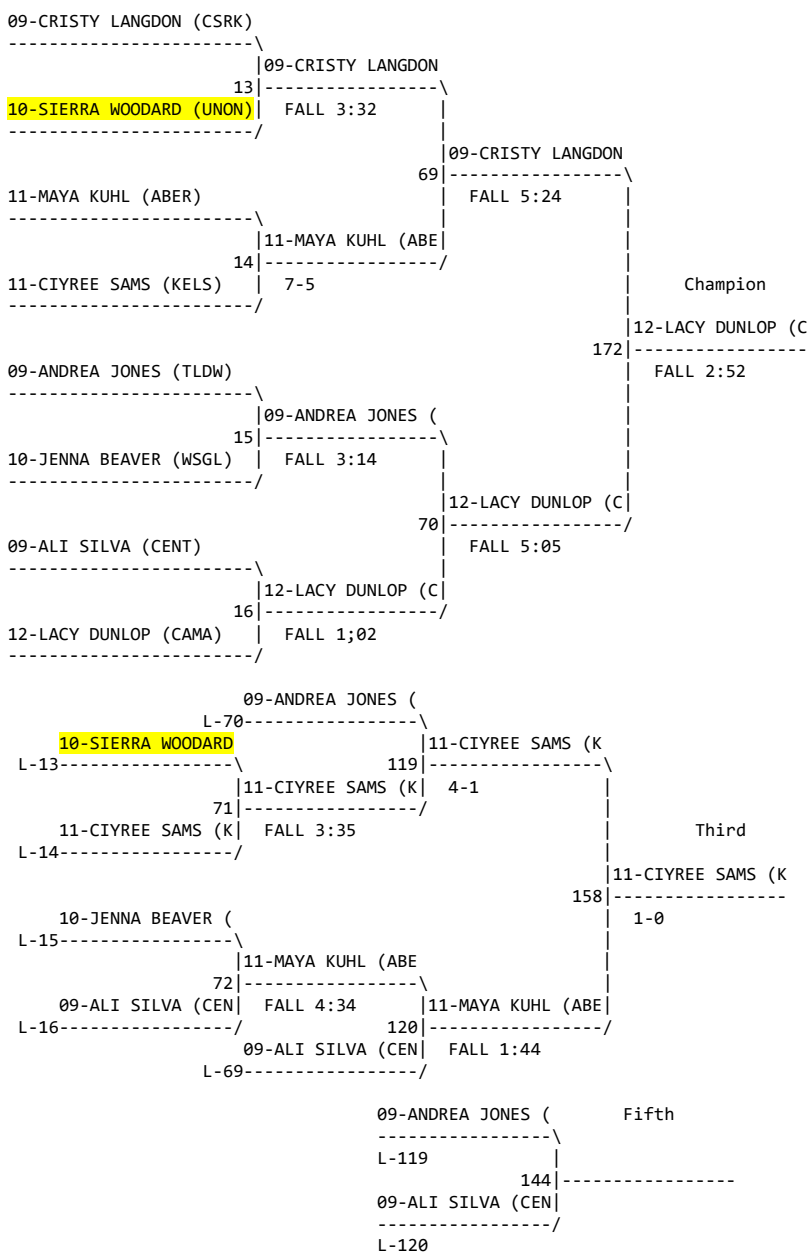 09-CRISTY LANGDON (CSRK)
------------------------\
|09-CRISTY LANGDON
13|-----------------\
10-SIERRA WOODARD (UNON)| FALL 3:32 |
------------------------/ |
|09-CRISTY LANGDON
69|-----------------\
11-MAYA KUHL (ABER) | FALL 5:24 |
------------------------\ | |
|11-MAYA KUHL (ABE| |
14|-----------------/ |
11-CIYREE SAMS (KELS) | 7-5 | Champion
------------------------/ |
|12-LACY DUNLOP (C
172|-----------------
09-ANDREA JONES (TLDW) | FALL 2:52
------------------------\ |
|09-ANDREA JONES ( |
15|-----------------\ |
10-JENNA BEAVER (WSGL) | FALL 3:14 | |
------------------------/ | |
|12-LACY DUNLOP (C|
70|-----------------/
09-ALI SILVA (CENT) | FALL 5:05
------------------------\ |
|12-LACY DUNLOP (C|
16|-----------------/
12-LACY DUNLOP (CAMA) | FALL 1;02
------------------------/
09-ANDREA JONES (
L-70-----------------\
10-SIERRA WOODARD |11-CIYREE SAMS (K
L-13-----------------\ 119|-----------------\
|11-CIYREE SAMS (K| 4-1 |
71|-----------------/ |
11-CIYREE SAMS (K| FALL 3:35 | Third
L-14-----------------/ |
|11-CIYREE SAMS (K
158|-----------------
10-JENNA BEAVER ( | 1-0
L-15-----------------\ |
|11-MAYA KUHL (ABE |
72|-----------------\ |
09-ALI SILVA (CEN| FALL 4:34 |11-MAYA KUHL (ABE|
L-16-----------------/ 120|-----------------/
09-ALI SILVA (CEN| FALL 1:44
L-69-----------------/
09-ANDREA JONES ( Fifth
-----------------\
L-119 |
144|-----------------
09-ALI SILVA (CEN|
-----------------/
L-120